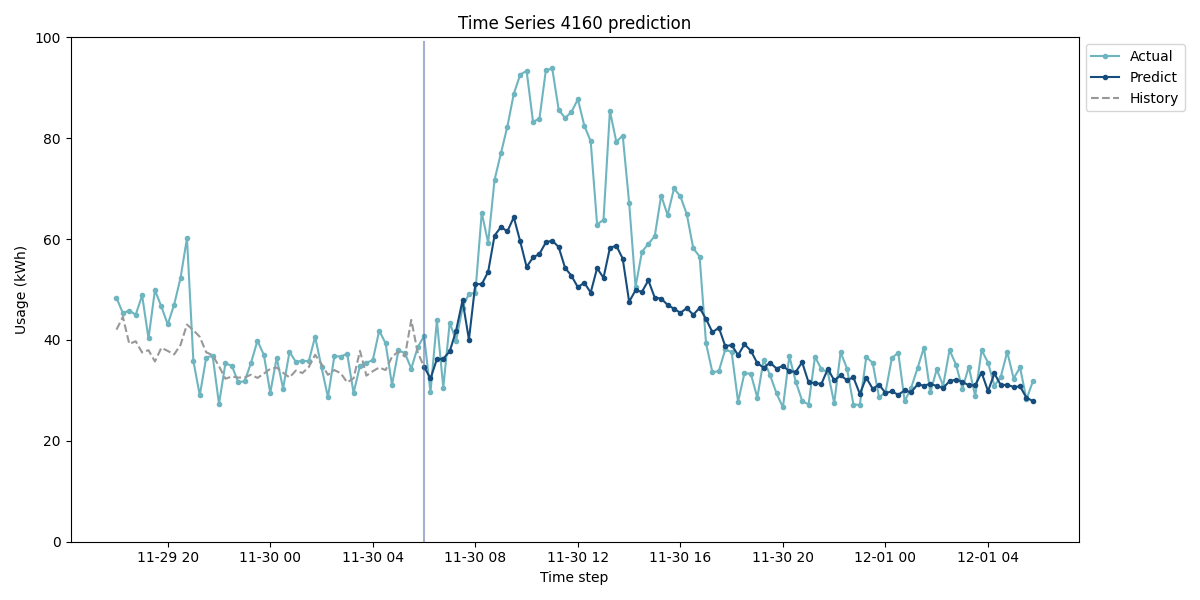 Time Series 4160 prediction
100
80
60
40
20
0
Usage (kWh)
11-29 20
11-30 00
11-30 04
11-30 08
11-30 12
11-30 16
11-30 20
12-01 00
12-01 04
Time step
Actual
Predict
History